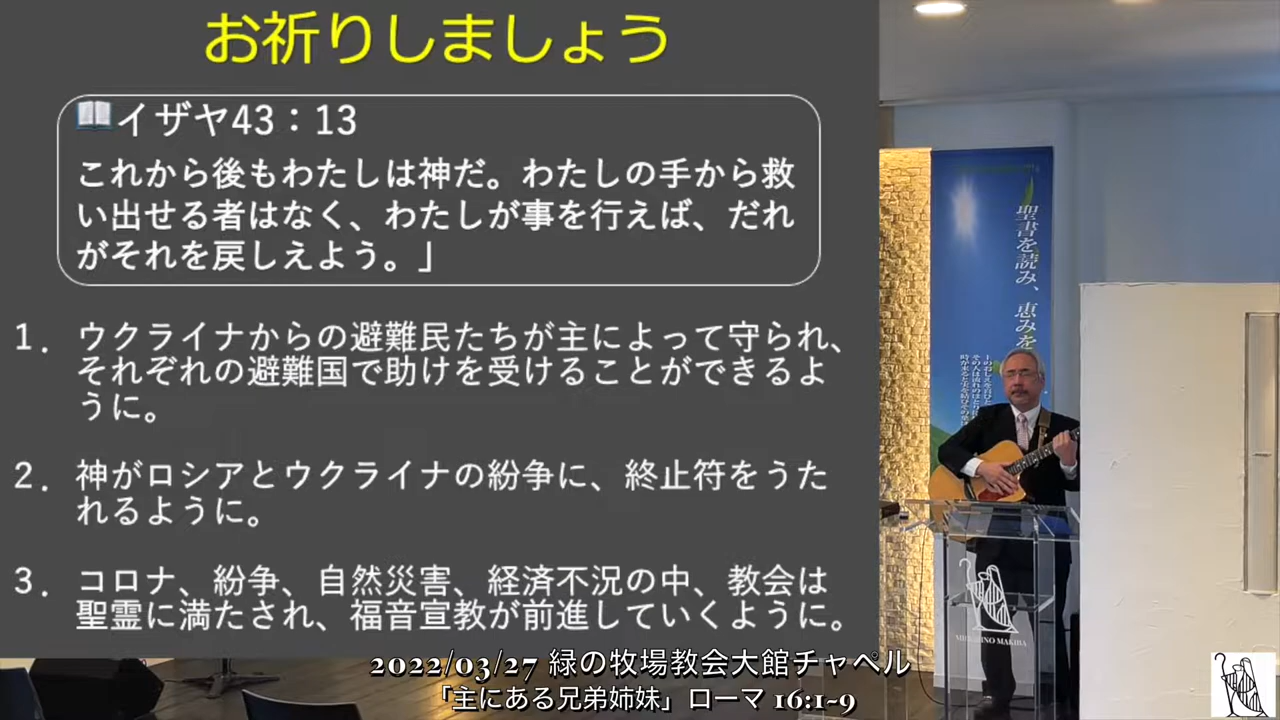 お祈りしましょう
イザヤ43：13
これから後もわたしは神だ。わたしの手から救
い出せる者はなく、わたしが事を行えば、だれ
がそれを戻しえよう。」
1. ウクライナからの避難民たちが主によって守られ、
それぞれの避難国で助けを受けることができるよ
うに。
2. 神がロシアとウクライナの紛争に、終止符をうた
れるように。
3. コロナ、紛争、自然災害、経済不況の中、教会は
聖霊に満たされ、福音宣教が前進していくように。
聖書を読み、恵みを
MIDORINO MAKIBA
2022/03/27 緑の牧場教会大館チャペル
「主にある兄弟姉妹」ローマ 16:1-9